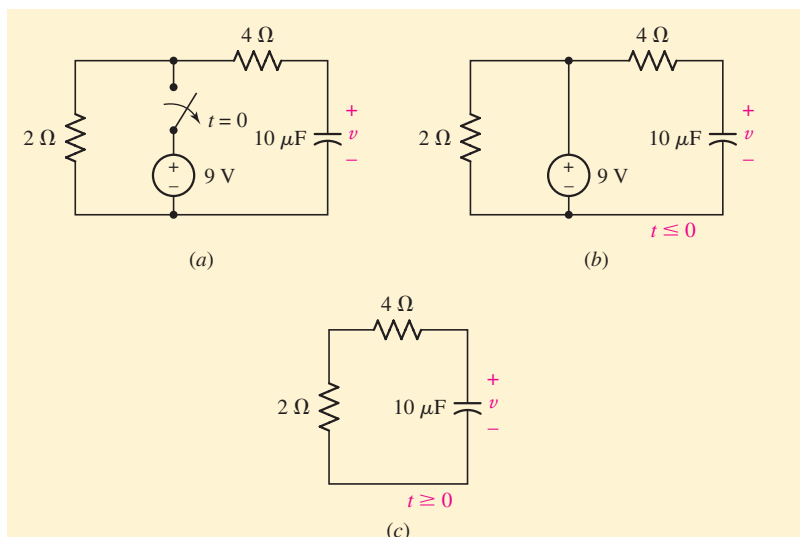 4 Ω 4 Ω
t = 0
2 Ω 10 μF + v – 2 Ω 10 μF + v –
+ – 9 V + – 9 V
t ≤ 0
(a) (b)
4 Ω
2 Ω 10 μF + v –
t ≥ 0
(c)